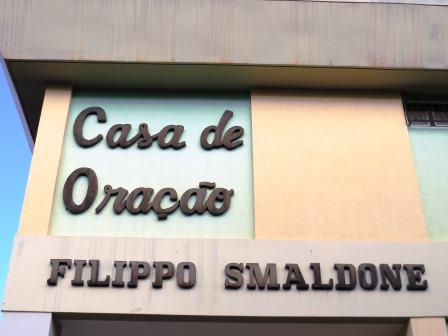 Casa de
Oração
FILIPPO SMALDONE